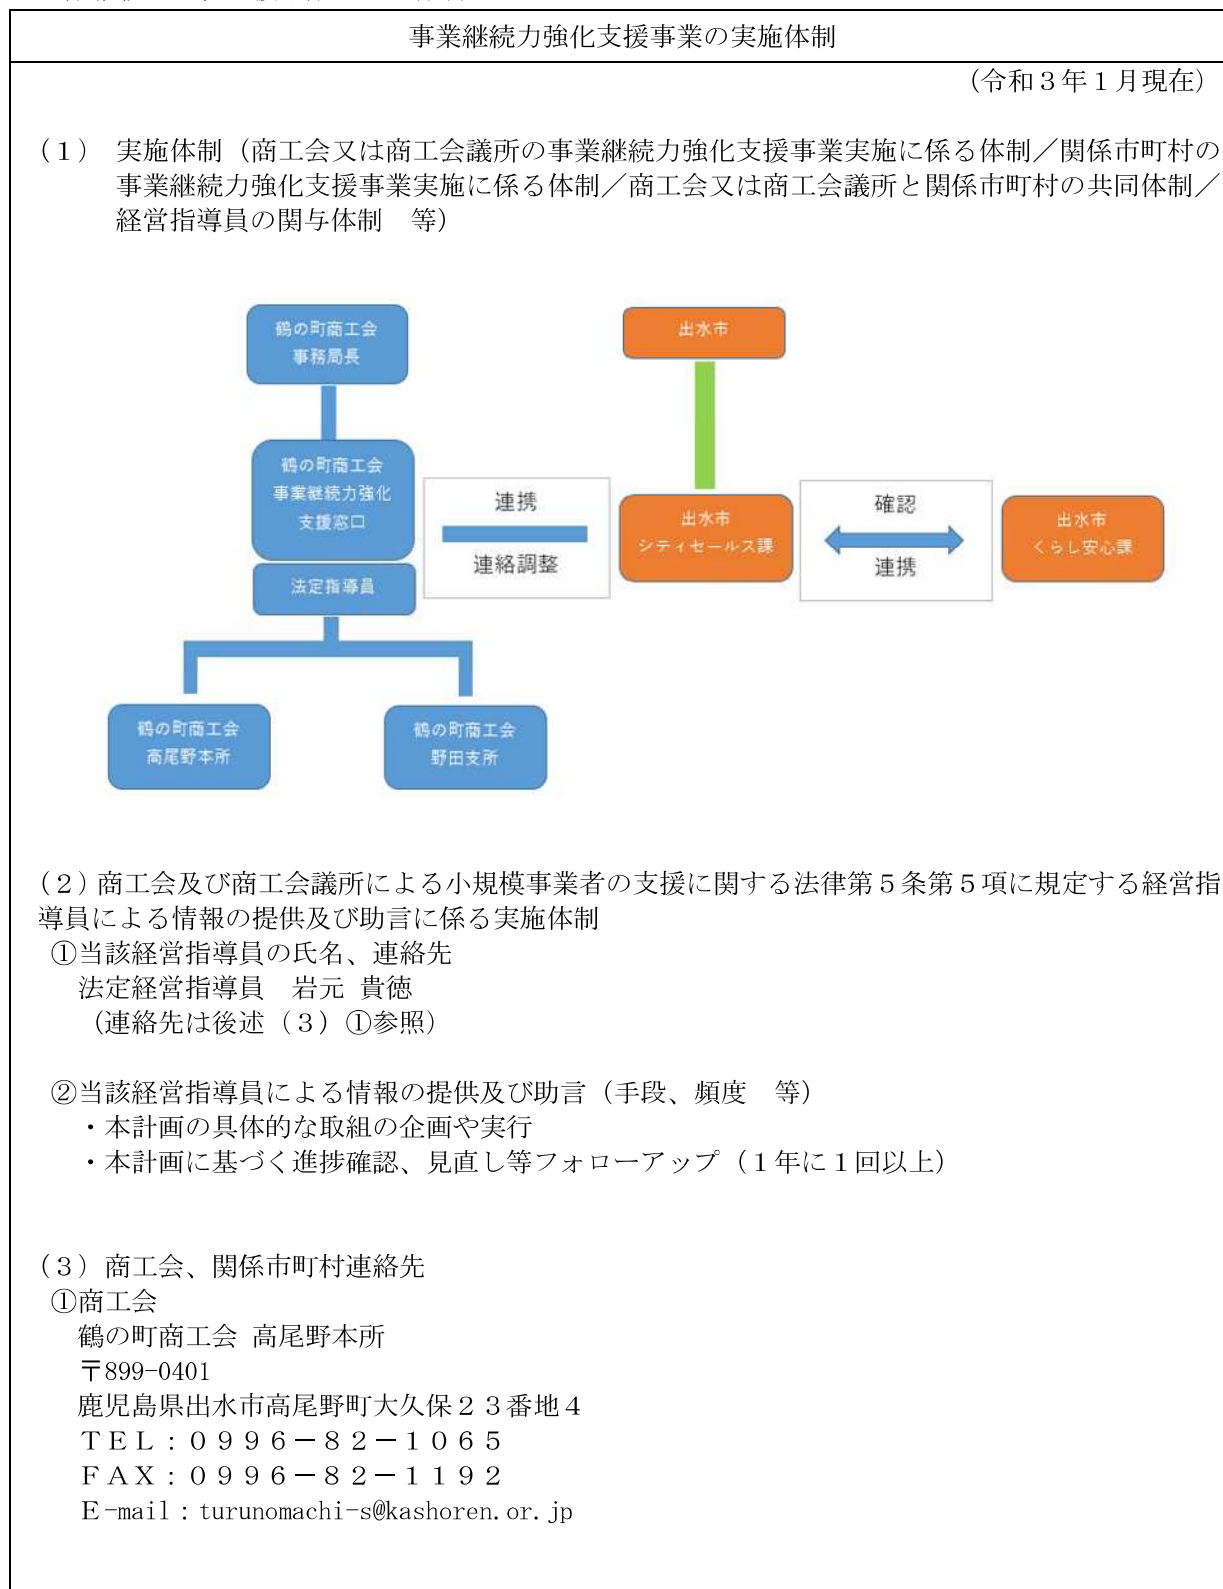 事業継続力強化支援事業の実施体制
（令和３年１月現在）
（１） 実施体制（商工会又は商工会議所の事業継続力強化支援事業実施に係る体制／関係市町村の
事業継続力強化支援事業実施に係る体制／商工会又は商工会議所と関係市町村の共同体制／
経営指導員の関与体制　等）
鶴の町商工会
事務局長
出水市
鶴の町商工会
事業継続力強化
支援窓口
法定指導員
連携
連絡調整
出水市
シティセールス課
確認
連携
出水市
くらし安心課
鶴の町商工会
高尾野本所
鶴の町商工会
野田支所
（２）商工会及び商工会議所による小規模事業者の支援に関する法律第５条第５項に規定する経営指
導員による情報の提供及び助言に係る実施体制
①当該経営指導員の氏名、連絡先
法定経営指導員　岩元 貴徳
（連絡先は後述（３）①参照）
②当該経営指導員による情報の提供及び助言（手段、頻度　等）
・本計画の具体的な取組の企画や実行
・本計画に基づく進捗確認、見直し等フォローアップ（１年に１回以上）
（３）商工会、関係市町村連絡先
①商工会
鶴の町商工会 高尾野本所
〒899-0401
鹿児島県出水市高尾野町大久保２３番地４
ＴＥＬ：０９９６－８２－１０６５
ＦＡＸ：０９９６－８２－１１９２
Ｅ-mail：turunomachi-s@kashoren.or.jp